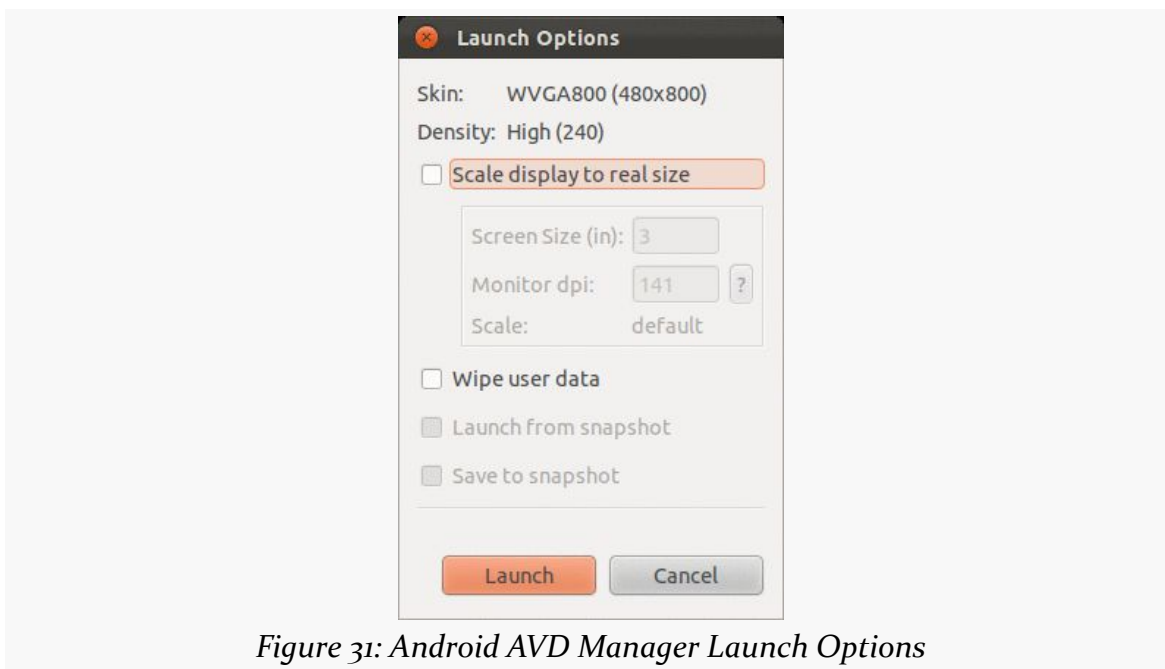 Launch Options
Skin: WVGA800 (480x800)
Density: High (240)
Scale display to real size
Screen Size (in): 3
Monitor dpi: 141 ?
Scale: default
Wipe user data
Launch from snapshot
Save to snapshot
Launch Cancel
Figure 31: Android AVD Manager Launch Options